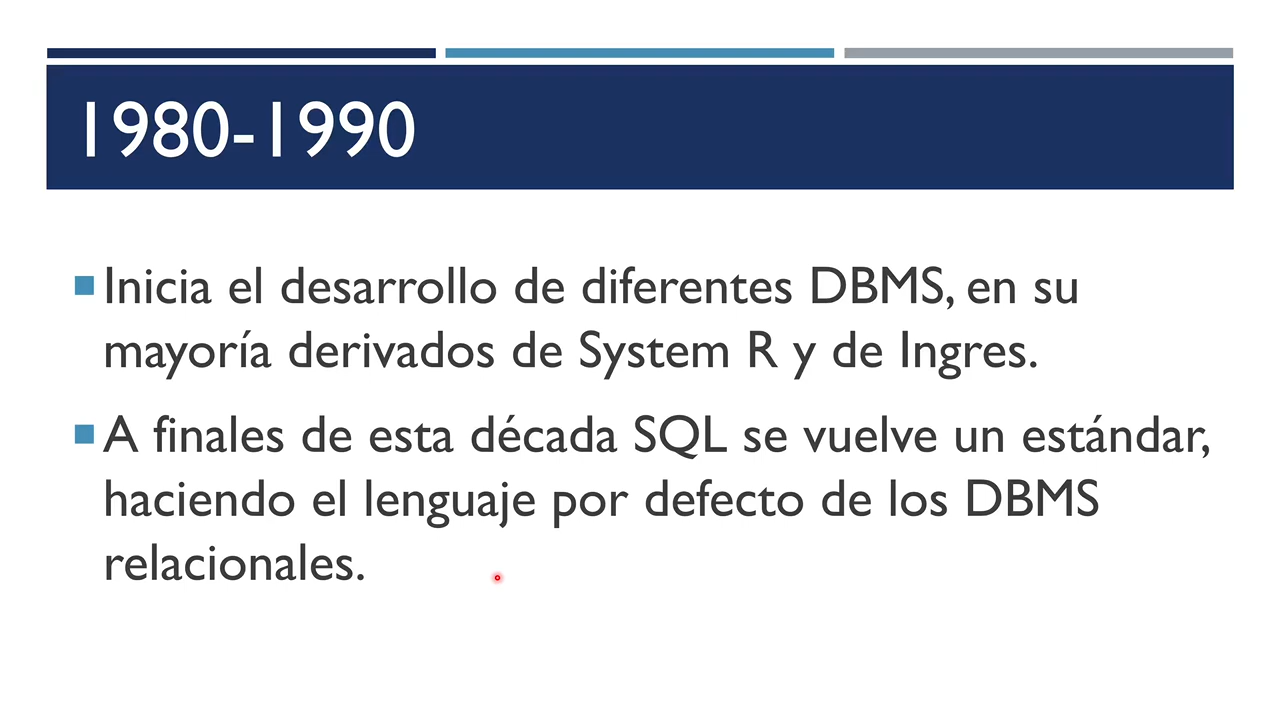 1980-1990
Inicia el desarrollo de diferentes DBMS, en su
mayoría derivados de System R y de Ingres.
A finales de esta década SQL se vuelve un estándar,
haciendo el lenguaje por defecto de los DBMS
relacionales.